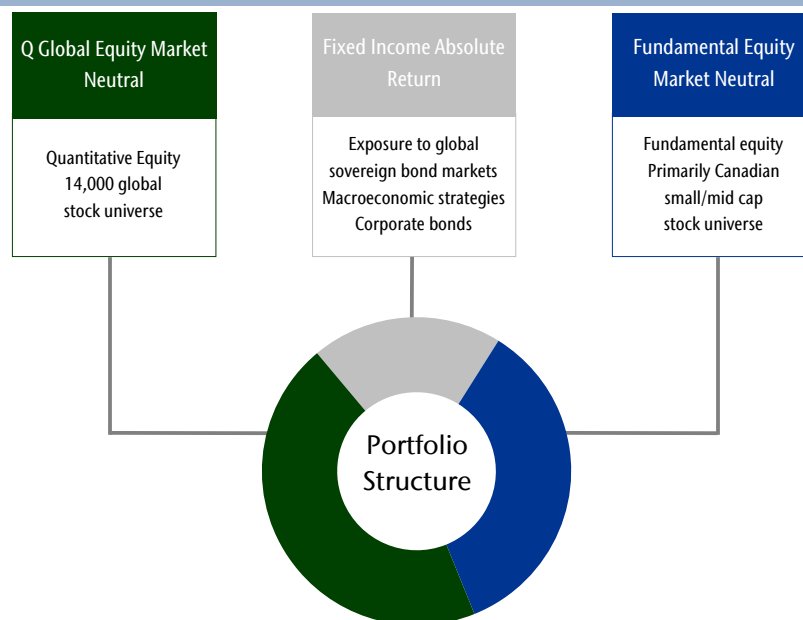 Q Global Equity Market
Neutral
Quantitative Equity
14,000 global
stock universe
Fixed Income Absolute
Return
Exposure to global
sovereign bond markets
Macroeconomic strategies
Corporate bonds
Fundamental Equity
Market Neutral
Fundamental equity
Primarily Canadian
small/mid cap
stock universe
Portfolio
Structure